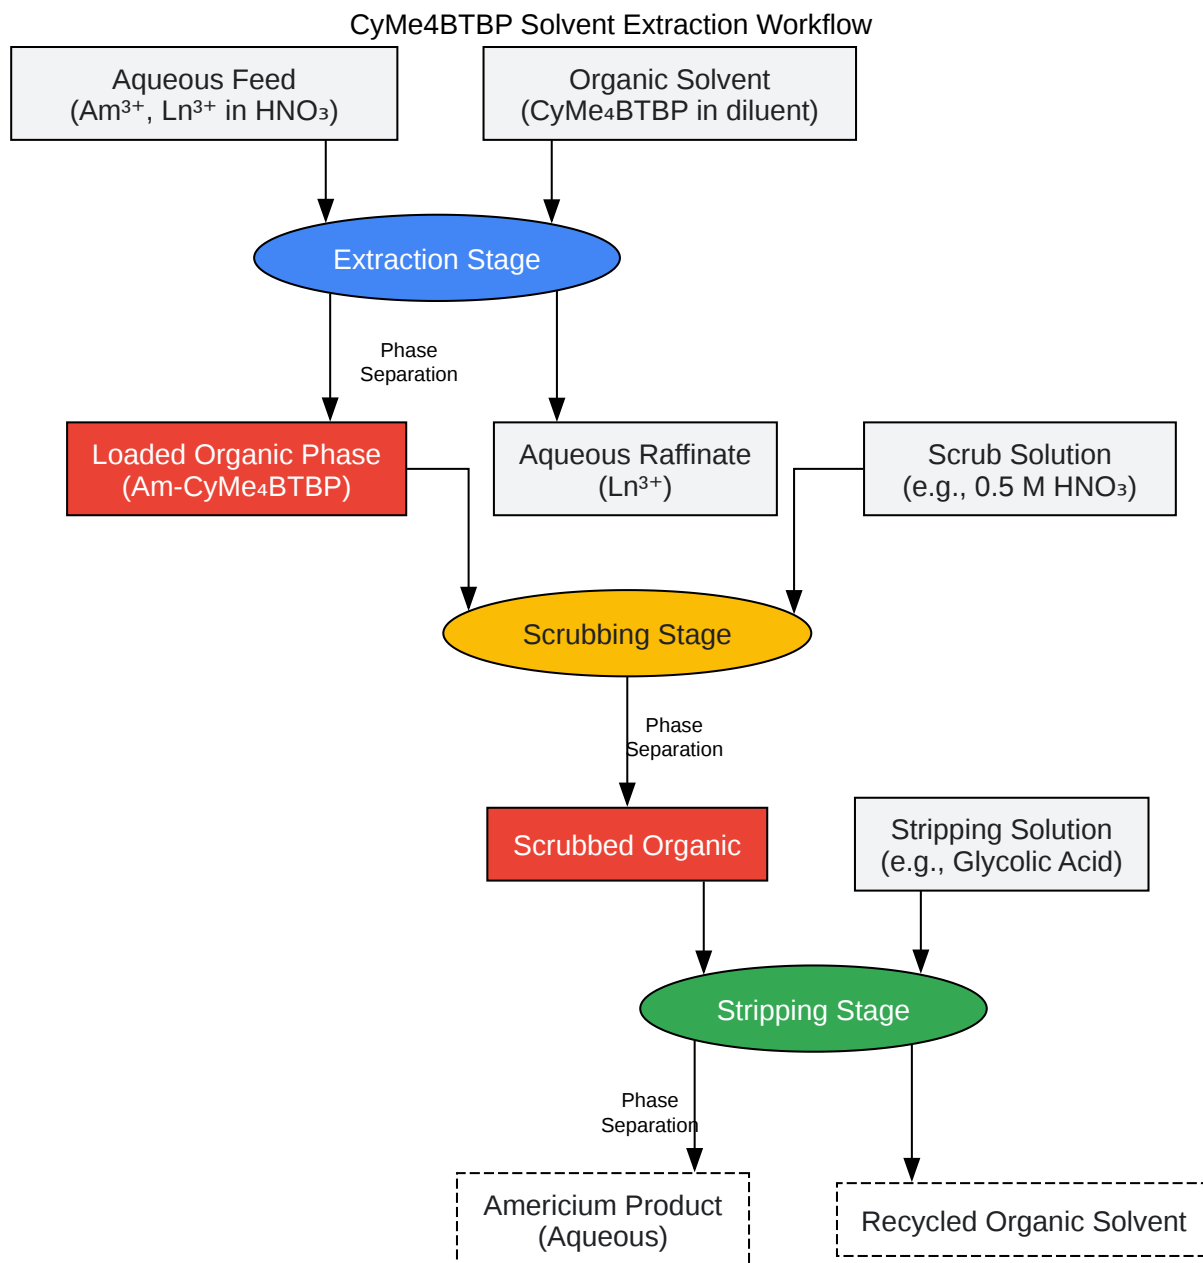 CyMe4BTBP Solvent Extraction Workflow
Aqueous Feed
(Am³⁺, Ln³⁺ in HNO₃)
Organic Solvent
(CyMe₄BTBP in diluent)
Extraction Stage
Phase
Separation
Loaded Organic Phase
(Am-CyMe₄BTBP)
Aqueous Raffinate
(Ln³⁺)
Scrub Solution
(e.g., 0.5 M HNO₃)
Scrubbing Stage
Phase
Separation
Scrubbed Organic
Stripping Solution
(e.g., Glycolic Acid)
Stripping Stage
Phase
Separation
Americium Product
(Aqueous)
Recycled Organic Solvent